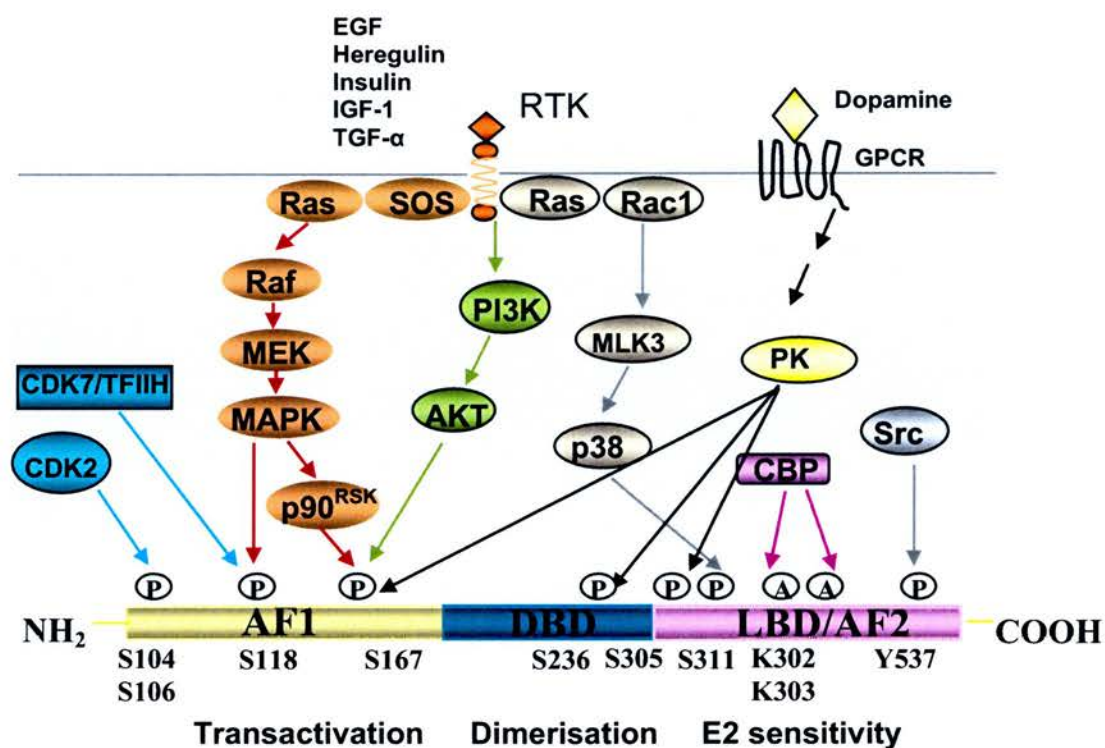 EGF
Heregulin
Insulin
IGF-1
TGF-α
RTK
Dopamine
GPCR
Ras
SOS
Ras
Rac1
Raf
PI3K
MEK
MLK3
PK
CDK7/TFIIH
MAPK
AKT
p38
Src
CDK2
CBP
p90RSK
P
P
P
P
P
P
A
A
P
NH2
AF1
DBD
LBD/AF2
COOH
S104
S118
S167
S236
S305
S311
K302
Y537
S106
K303
Transactivation
Dimerisation
E2 sensitivity